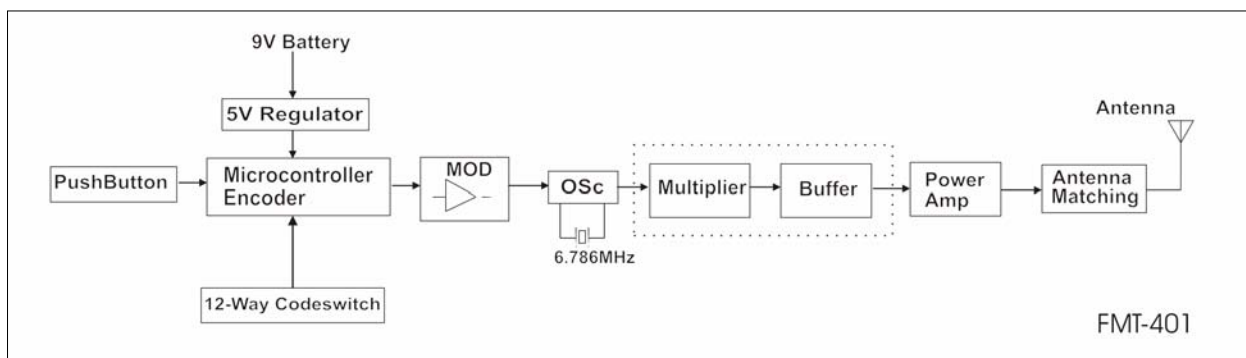 9V Battery
5V Regulator
Antenna
PushButton
Microcontroller
Encoder
MOD
OSc
Multiplier
Buffer
Power
Amp
Antenna
Matching
6.786MHz
12-Way Codeswitch
FMT-401